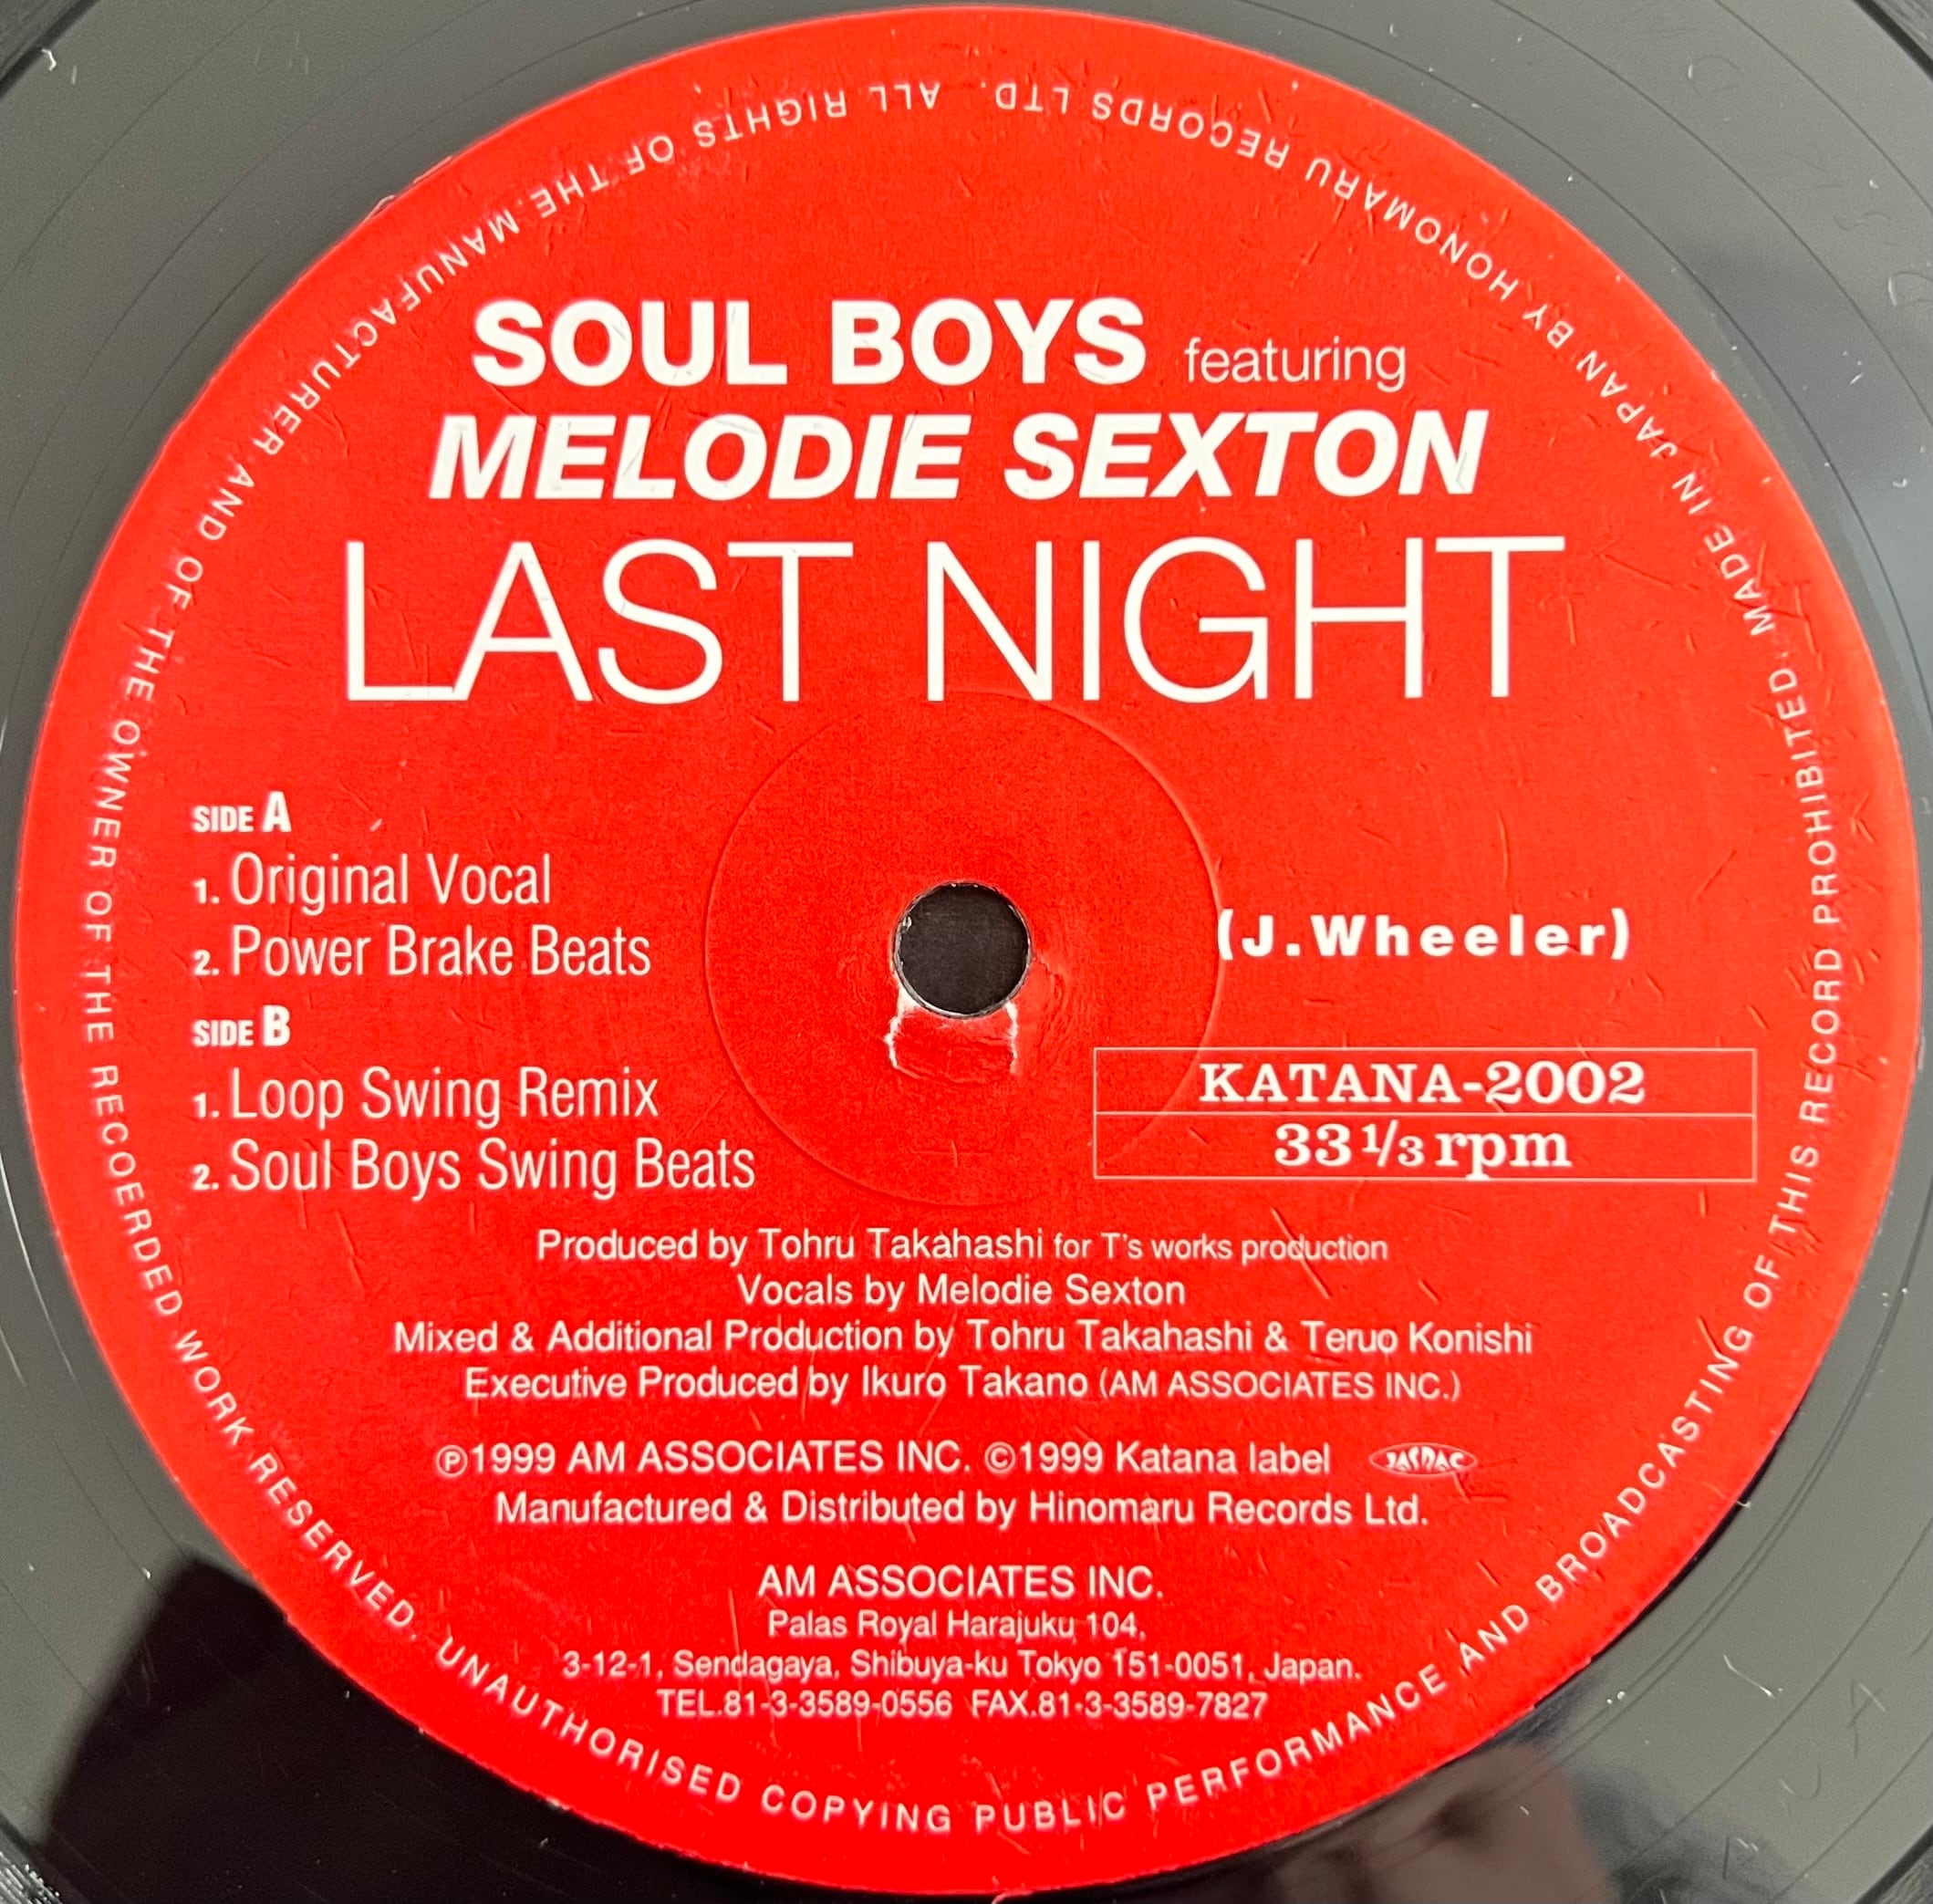 SOUL BOYS featuring
MELODIE SEXTON
LAST NIGHT
SIDE A
1. Original Vocal
2. Power Brake Beats
SIDE B
1. Loop Swing Remix
2. Soul Boys Swing Beats
(J.Wheeler)
KATANA-2002
33 1/3 rpm
Produced by Tohru Takahashi for T's works production
Vocals by Melodie Sexton
Mixed & Additional Production by Tohru Takahashi & Teruo Konishi
Executive Produced by Ikuro Takano (AM ASSOCIATES INC.)
℗1999 AM ASSOCIATES INC. ©1999 Katana label JASRAC
Manufactured & Distributed by Hinomaru Records Ltd.
AM ASSOCIATES INC.
Palas Royal Harajuku 104,
3-12-1, Sendagaya, Shibuya-ku Tokyo 151-0051, Japan.
TEL.81-3-3589-0556 FAX.81-3-3589-7827
ALL RIGHTS OF THE MANUFACTURER AND OF THE OWNER OF THE RECOERDED WORK RESERVED. UNAUTHORISED COPYING PUBLIC PERFORMANCE AND BROADCASTING OF THIS RECORD PROHIBITED. MADE IN JAPAN BY HONOMARU RECORDS LTD.